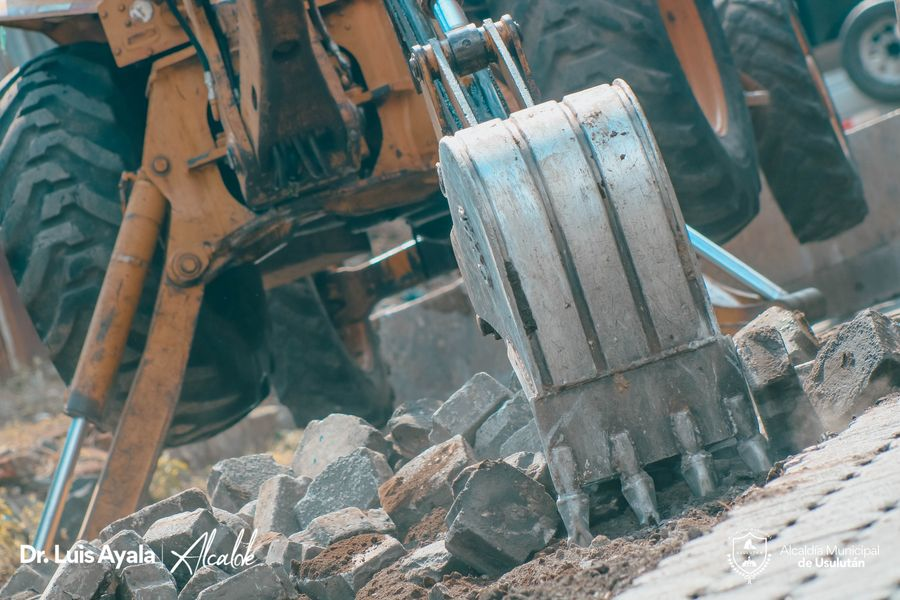 Dr. Luis Ayala Alcalde
Alcaldía Municipal
de Usulután